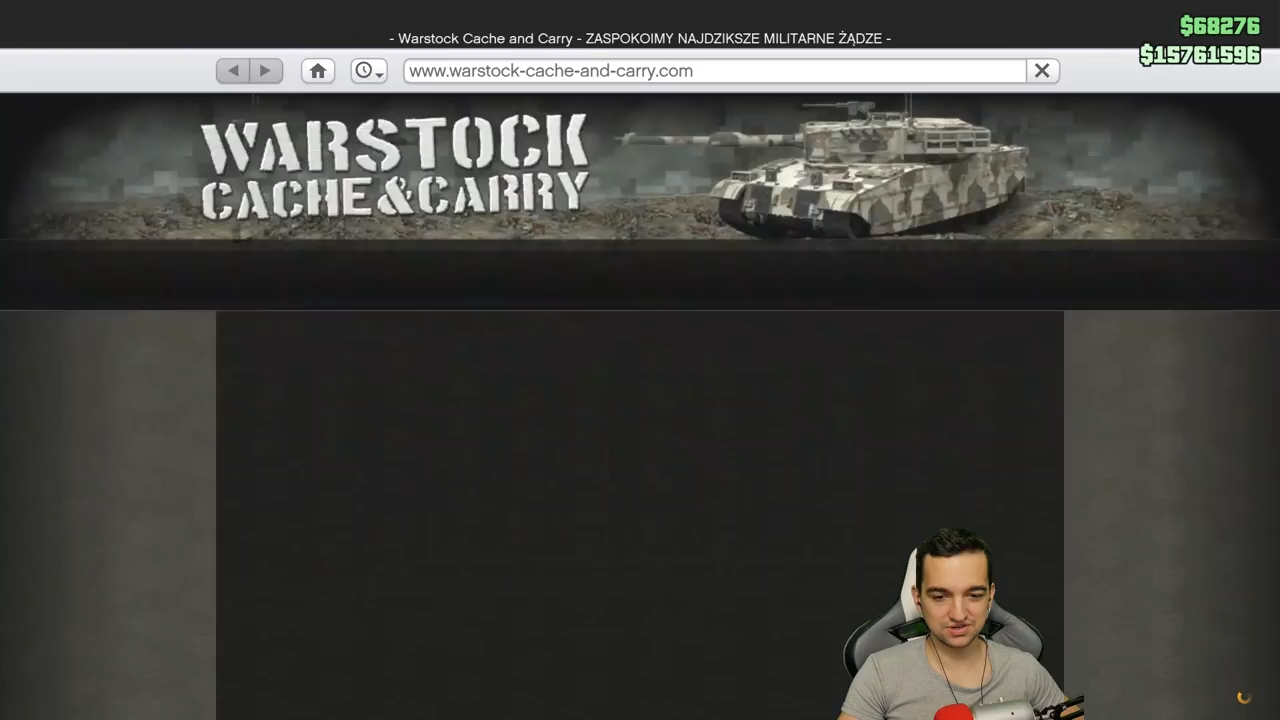 - Warstock Cache and Carry - ZASPOKOIMY NAJDZIKSZE MILITARNE ŻĄDZE -
$68276
$15761596
www.warstock-cache-and-carry.com
WARSTOCK
CACHE&CARRY